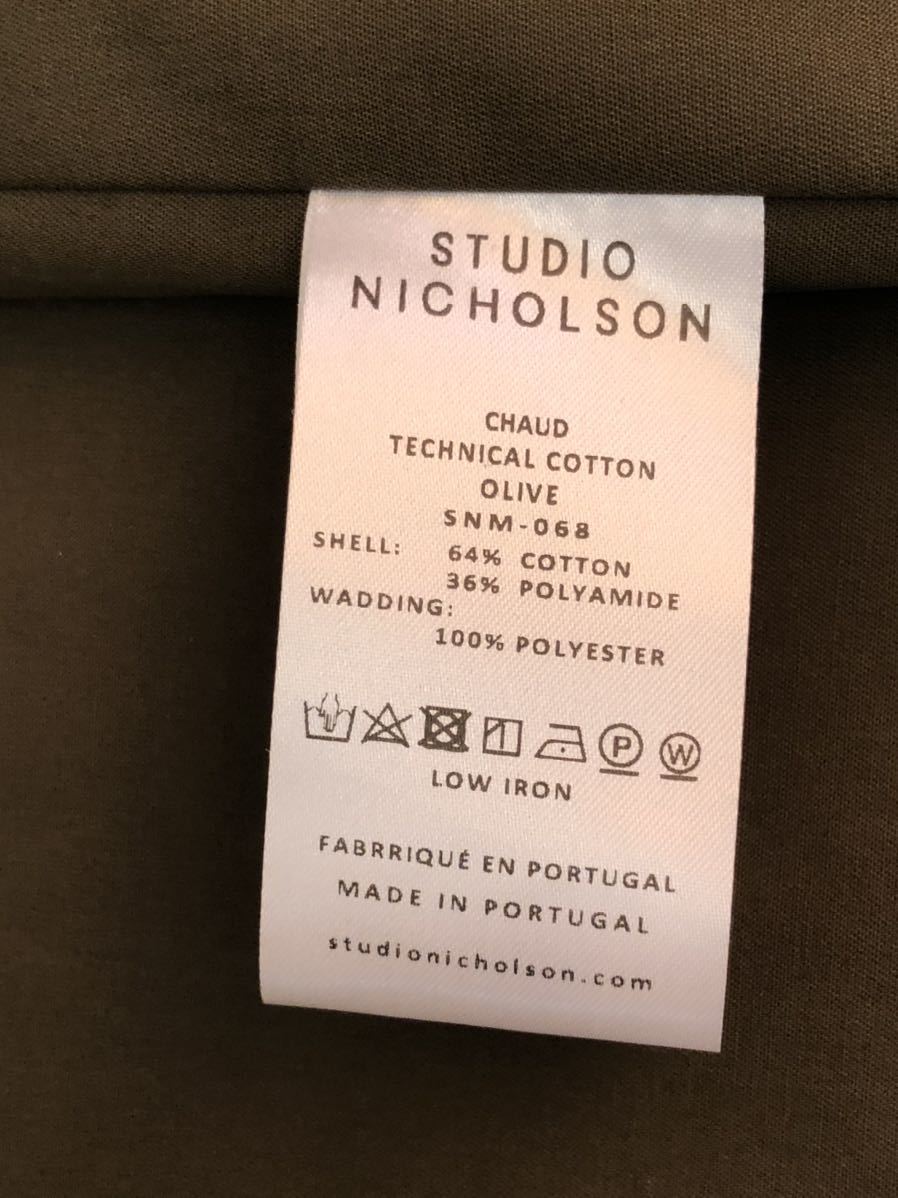 STUDIO
NICHOLSON
CHAUD
TECHNICAL COTTON
OLIVE
SNM-068
SHELL: 64% COTTON
36% POLYAMIDE
WADDING:
100% POLYESTER
P W
LOW IRON
FABRRIQUÉ EN PORTUGAL
MADE IN PORTUGAL
studionicholson.com